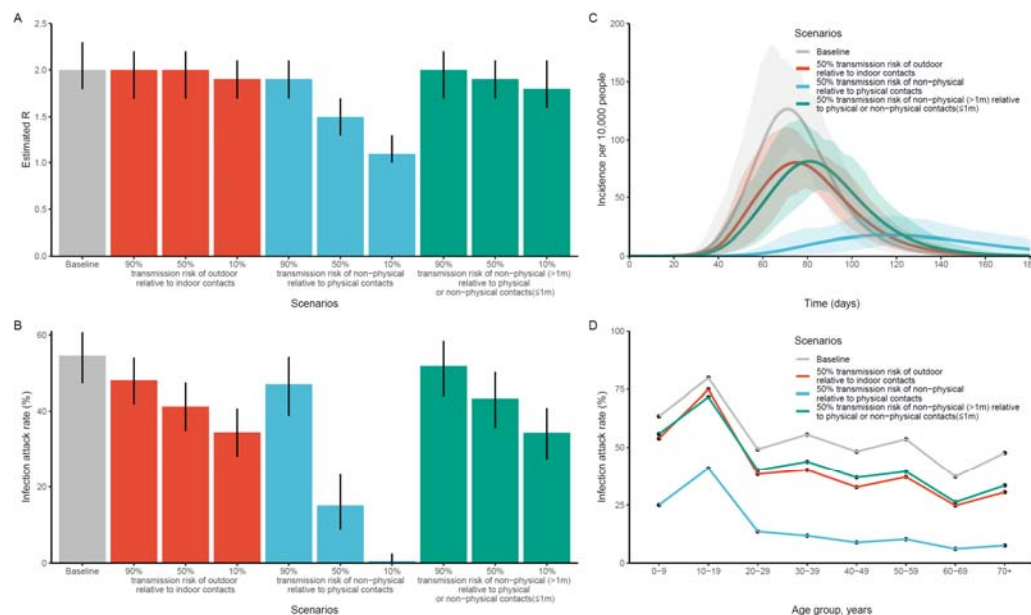 A
2.5
2.0
1.5
1.0
0.5
0.0
Estimated R
Baseline 90% 50% 10% 90% 50% 10% 90% 50% 10%
transmission risk of outdoor
relative to indoor contacts
transmission risk of non-physical
relative to physical contacts
transmission risk of non-physical (>1m)
relative to physical
or non-physical contacts(≤1m)
Scenarios
C
200
150
100
50
0
Incidence per 10,000 people
Scenarios
Baseline
50% transmission risk of outdoor
relative to indoor contacts
50% transmission risk of non-physical
relative to physical contacts
50% transmission risk of non-physical (>1m) relative
to physical or non-physical contacts(≤1m)
0 20 40 60 80 100 120 140 160 180
Time (days)
B
60
40
20
0
Infection attack rate (%)
Baseline 90% 50% 10% 90% 50% 10% 90% 50% 10%
transmission risk of outdoor
relative to indoor contacts
transmission risk of non-physical
relative to physical contacts
transmission risk of non-physical (>1m)
relative to physical
or non-physical contacts(≤1m)
Scenarios
D
100
75
50
25
0
Infection attack rate (%)
Scenarios
Baseline
50% transmission risk of outdoor
relative to indoor contacts
50% transmission risk of non-physical
relative to physical contacts
50% transmission risk of non-physical (>1m) relative
to physical or non-physical contacts(≤1m)
0−9 10−19 20−29 30−39 40−49 50−59 60−69 70+
Age group, years